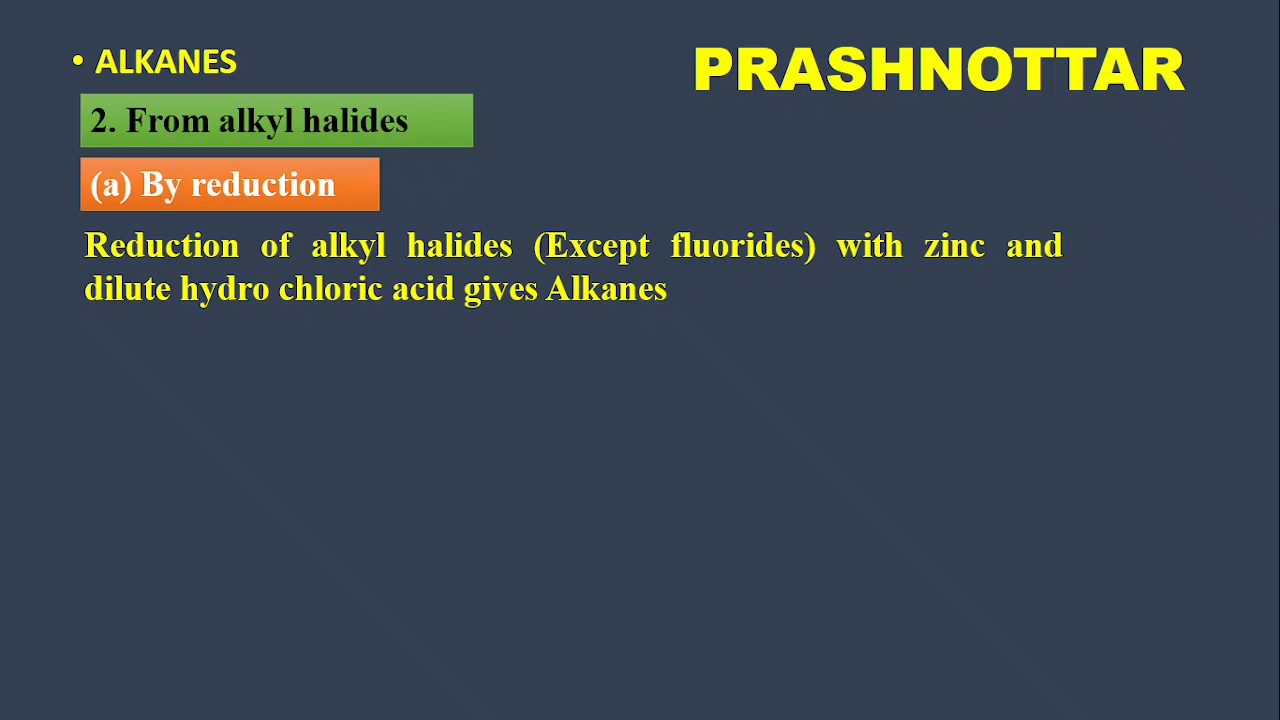 • ALKANES
PRASHNOTTAR
2. From alkyl halides
(a) By reduction
Reduction of alkyl halides (Except fluorides) with zinc and
dilute hydro chloric acid gives Alkanes